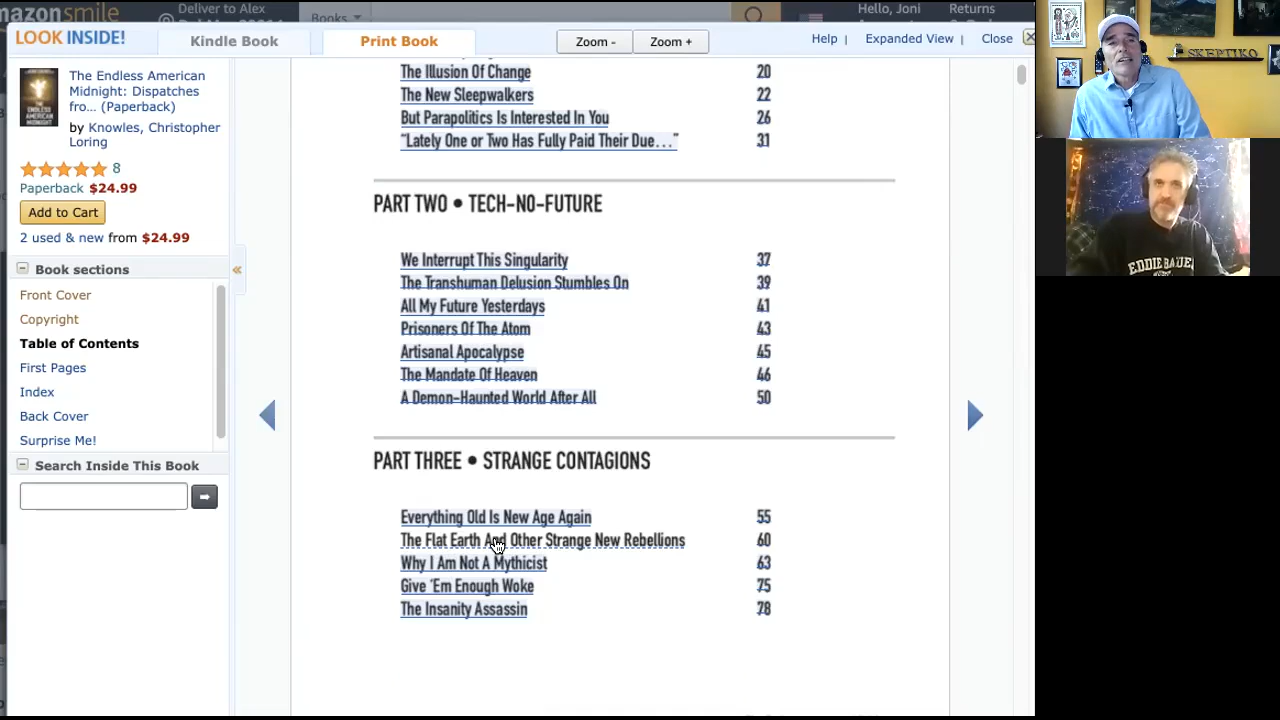 amazonsmile
Deliver to Alex
Books
Hello, Joni
Returns
LOOK INSIDE!
Kindle Book
Print Book
Zoom -
Zoom +
Help |
Expanded View |
Close
The Endless American
Midnight: Dispatches
fro... (Paperback)
by Knowles, Christopher
Loring
8
Paperback $24.99
Add to Cart
2 used & new from $24.99
Book sections
Front Cover
Copyright
Table of Contents
First Pages
Index
Back Cover
Surprise Me!
Search Inside This Book
The Illusion Of Change 20
The New Sleepwalkers 22
But Parapolitics Is Interested In You 26
“Lately One or Two Has Fully Paid Their Due...” 31
PART TWO • TECH-NO-FUTURE
We Interrupt This Singularity 37
The Transhuman Delusion Stumbles On 39
All My Future Yesterdays 41
Prisoners Of The Atom 43
Artisanal Apocalypse 45
The Mandate Of Heaven 46
A Demon-Haunted World After All 50
PART THREE • STRANGE CONTAGIONS
Everything Old Is New Age Again 55
The Flat Earth And Other Strange New Rebellions 60
Why I Am Not A Mythicist 63
Give ‘Em Enough Woke 75
The Insanity Assassin 78
SKEPTIKO
EDDIE BAUER